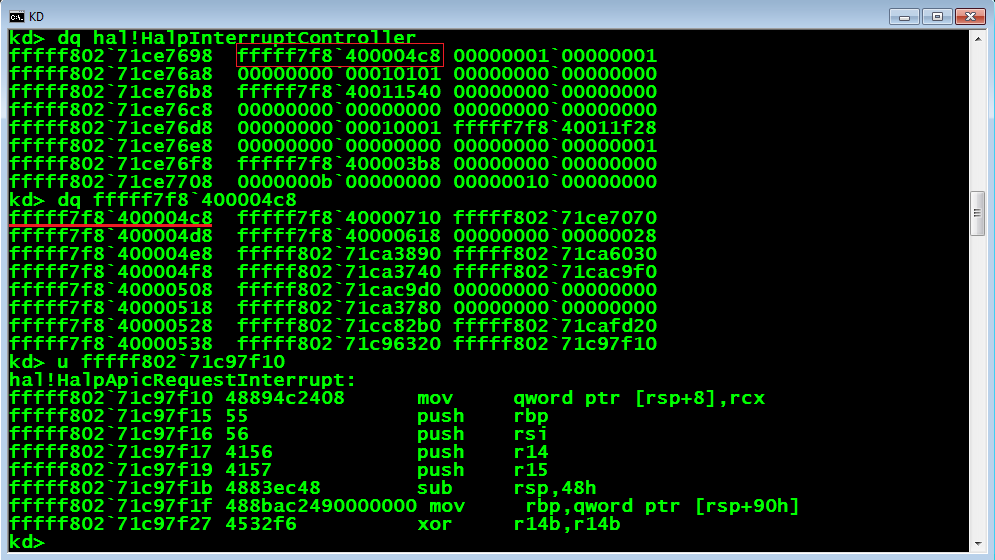 KD
kd> dq hal!HalpInterruptController
fffff802`71ce7698  fffff7f8`400004c8 00000001`00000001
fffff802`71ce76a8  00000000`00010101 00000000`00000000
fffff802`71ce76b8  fffff7f8`40011540 00000000`00000000
fffff802`71ce76c8  00000000`00000000 00000000`00000000
fffff802`71ce76d8  00000000`00010001 fffff7f8`40011f28
fffff802`71ce76e8  00000000`00000000 00000000`00000001
fffff802`71ce76f8  fffff7f8`400003b8 00000000`00000000
fffff802`71ce7708  0000000b`00000000 00000010`00000000
kd> dq fffff7f8`400004c8
fffff7f8`400004c8  fffff7f8`40000710 fffff802`71ce7070
fffff7f8`400004d8  fffff7f8`40000618 00000000`00000028
fffff7f8`400004e8  fffff802`71ca3890 fffff802`71ca6030
fffff7f8`400004f8  fffff802`71ca3740 fffff802`71cac9f0
fffff7f8`40000508  fffff802`71cac9d0 00000000`00000000
fffff7f8`40000518  fffff802`71ca3780 00000000`00000000
fffff7f8`40000528  fffff802`71cc82b0 fffff802`71cafd20
fffff7f8`40000538  fffff802`71c96320 fffff802`71c97f10
kd> u fffff802`71c97f10
hal!HalpApicRequestInterrupt:
fffff802`71c97f10 48894c2408      mov     qword ptr [rsp+8],rcx
fffff802`71c97f15 55              push    rbp
fffff802`71c97f16 56              push    rsi
fffff802`71c97f17 4156            push    r14
fffff802`71c97f19 4157            push    r15
fffff802`71c97f1b 4883ec48        sub     rsp,48h
fffff802`71c97f1f 488bac2490000000 mov     rbp,qword ptr [rsp+90h]
fffff802`71c97f27 4532f6          xor     r14b,r14b
kd>